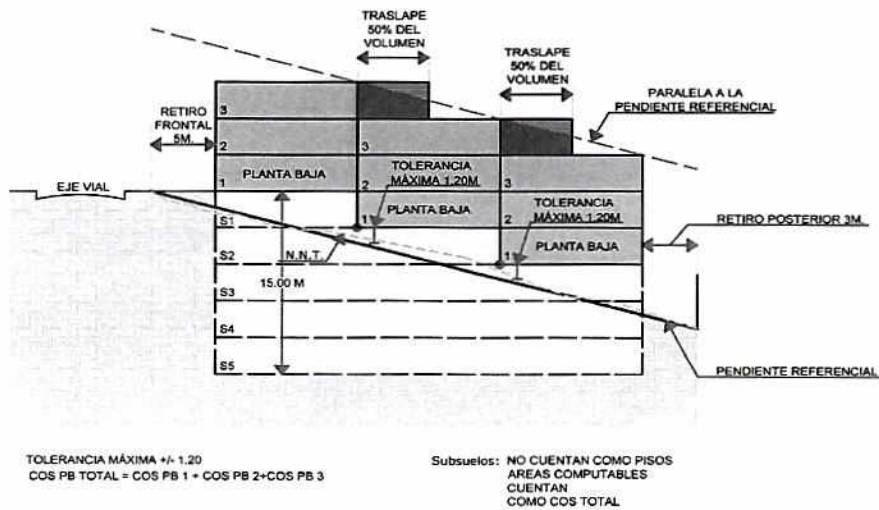 TRASLAPE
50% DEL
VOLUMEN
TRASLAPE
50% DEL
VOLUMEN
PARALELA A LA
PENDIENTE REFERENCIAL
RETIRO
FRONTAL
5M.
3
2
3
EJE VIAL
1
PLANTA BAJA
2
TOLERANCIA
MÁXIMA 1.20M
3
S1
1
PLANTA BAJA
2
TOLERANCIA
MÁXIMA 1.20M
RETIRO POSTERIOR 3M.
N.N.T.
S2
1
PLANTA BAJA
15.00 M
S3
S4
S5
PENDIENTE REFERENCIAL
TOLERANCIA MÁXIMA +/- 1.20
COS PB TOTAL = COS PB 1 + COS PB 2+COS PB 3
Subsuelos: NO CUENTAN COMO PISOS
AREAS COMPUTABLES
CUENTAN
COMO COS TOTAL